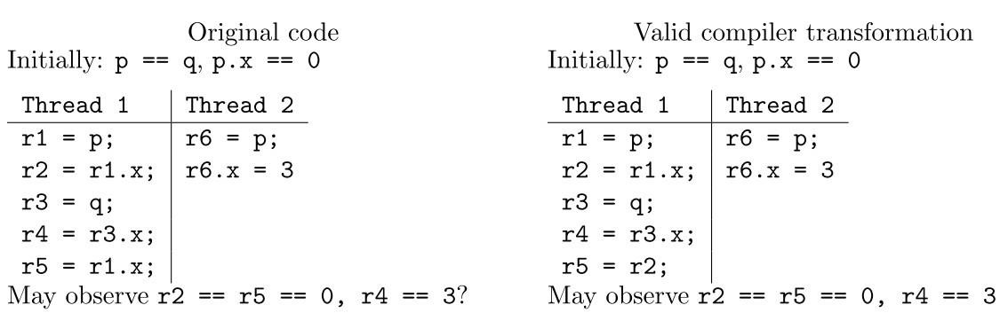 Original code
Initially: p == q, p.x == 0
Thread 1 Thread 2
r1 = p; r6 = p;
r2 = r1.x; r6.x = 3
r3 = q;
r4 = r3.x;
r5 = r1.x;
May observe r2 == r5 == 0, r4 == 3?
Valid compiler transformation
Initially: p == q, p.x == 0
Thread 1 Thread 2
r1 = p; r6 = p;
r2 = r1.x; r6.x = 3
r3 = q;
r4 = r3.x;
r5 = r2;
May observe r2 == r5 == 0, r4 == 3